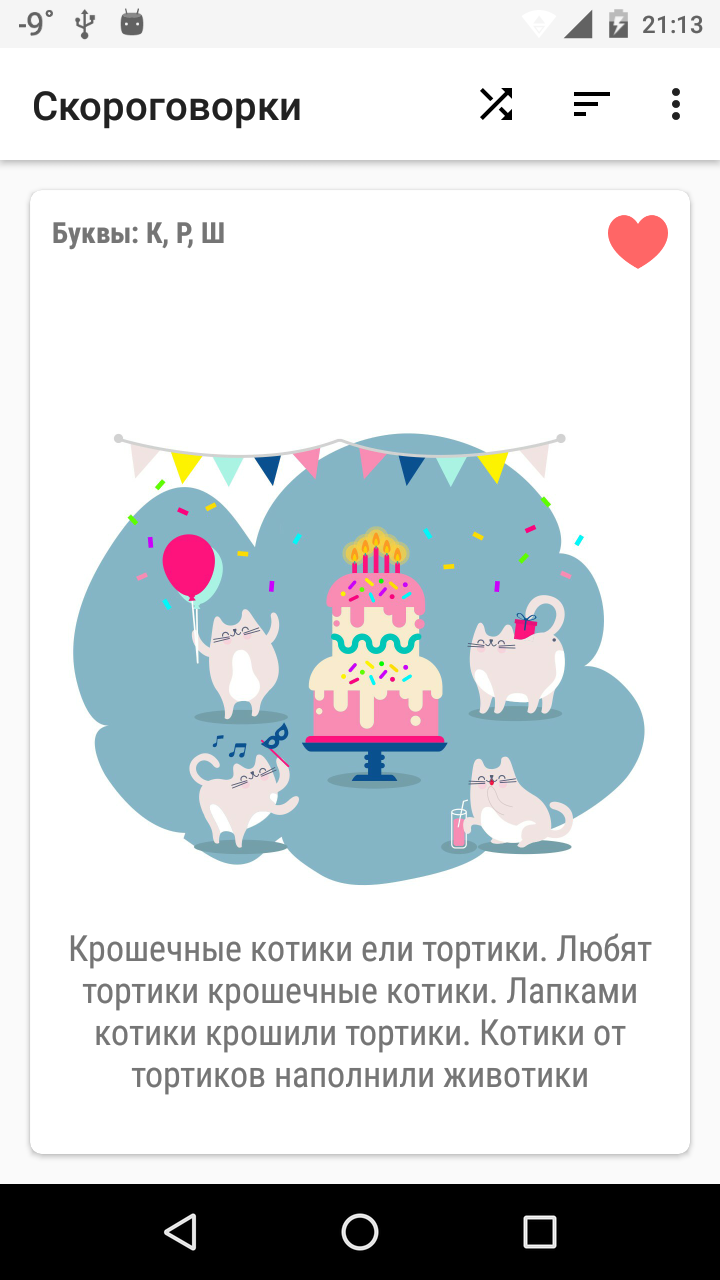 -9°
21:13
Скороговорки
Буквы: К, Р, Ш
Крошечные котики ели тортики. Любят
тортики крошечные котики. Лапками
котики крошили тортики. Котики от
тортиков наполнили животики